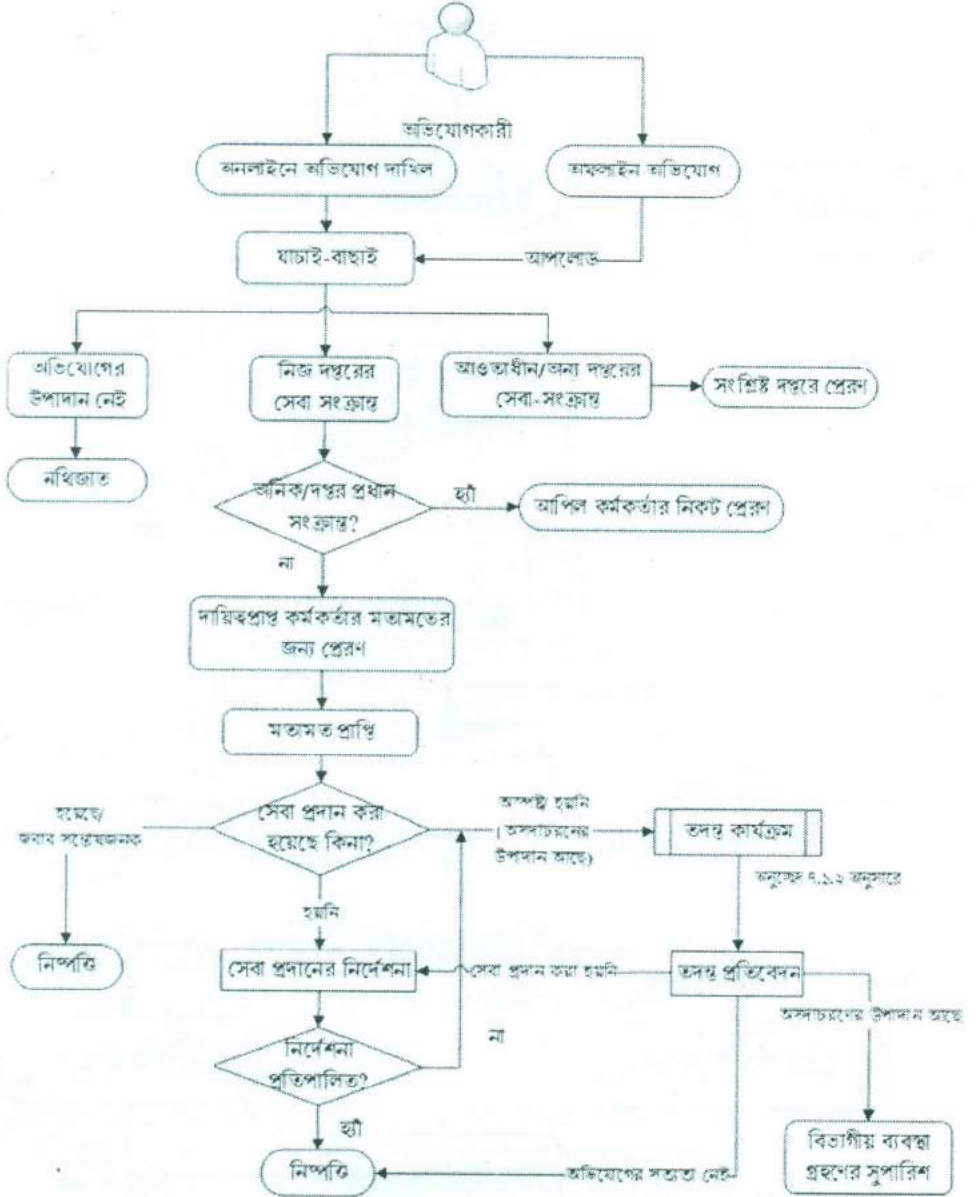 অভিযোগকারী
অনলাইনে অভিযোগ দাখিল
অফলাইন অভিযোগ
যাচাই-বাছাই
আপলোড
অভিযোগের
উপাদান নেই
নিজ দপ্তরের
সেবা সংক্রান্ত
আওতাধীন/অন্য দপ্তরের
সেবা-সংক্রান্ত
সংশ্লিষ্ট দপ্তরে প্রেরণ
নথিজাত
অনিক/দপ্তর প্রধান
সংক্রান্ত?
হ্যাঁ
আপিল কর্মকর্তার নিকট প্রেরণ
না
দায়িত্বপ্রাপ্ত কর্মকর্তার মতামতের
জন্য প্রেরণ
মতামত প্রাপ্তি
সেবা প্রদান করা
হয়েছে কিনা?
হয়েছে/
জবাব সন্তোষজনক
অস্পষ্ট/ হয়নি
( অসদাচরনের
উপাদান আছে)
তদন্ত কার্যক্রম
অনুচ্ছেদ ৭.১.২ অনুসারে
হয়নি
নিষ্পত্তি
সেবা প্রদানের নির্দেশনা
সেবা প্রদান করা হয়নি
তদন্ত প্রতিবেদন
অসদাচরণের উপাদান আছে
না
নির্দেশনা
প্রতিপালিত?
হ্যাঁ
নিষ্পত্তি
অভিযোগের সত্যতা নেই
বিভাগীয় ব্যবস্থা
গ্রহণের সুপারিশ